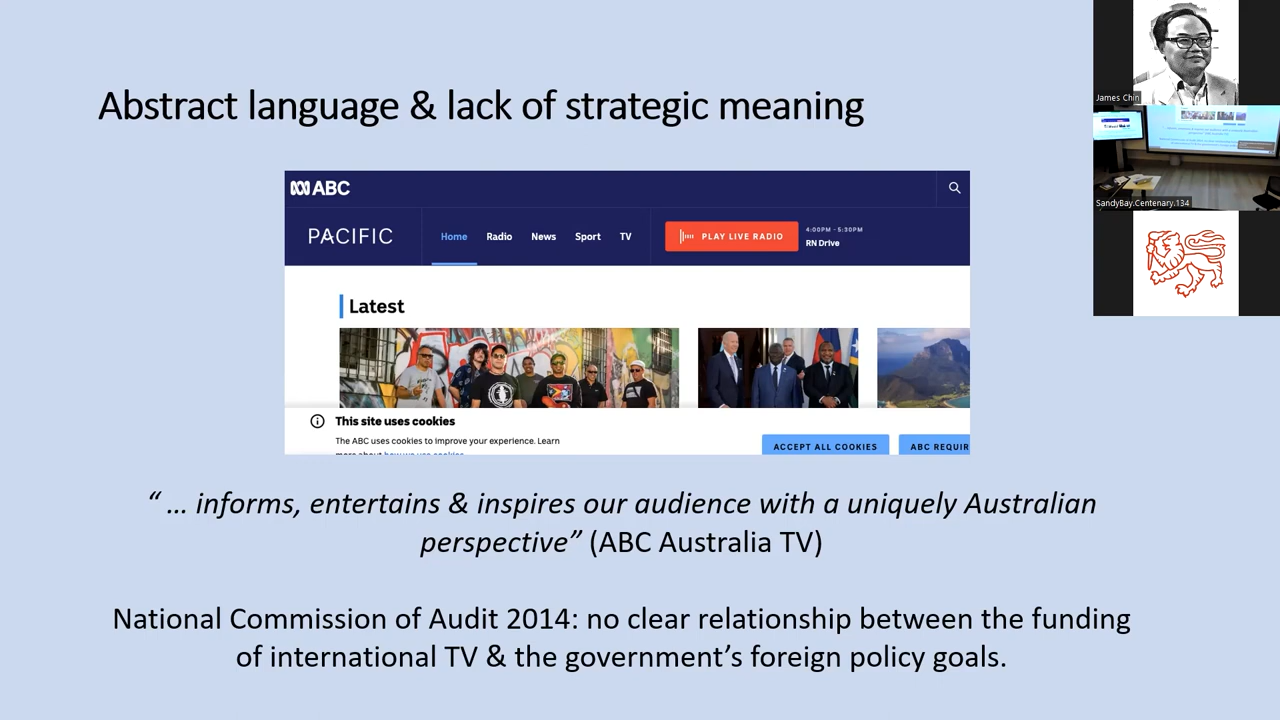 Abstract language & lack of strategic meaning
ABC
PACIFIC
Home
Radio
News
Sport
TV
PLAY LIVE RADIO
4:00PM - 5:30PM
RN Drive
Latest
This site uses cookies
The ABC uses cookies to improve your experience. Learn
more about how we use cookies
ACCEPT ALL COOKIES
ABC REQUIR
“ … informs, entertains & inspires our audience with a uniquely Australian
perspective” (ABC Australia TV)
National Commission of Audit 2014: no clear relationship between the funding
of international TV & the government’s foreign policy goals.
James Chin
SandyBay.Centenary.134